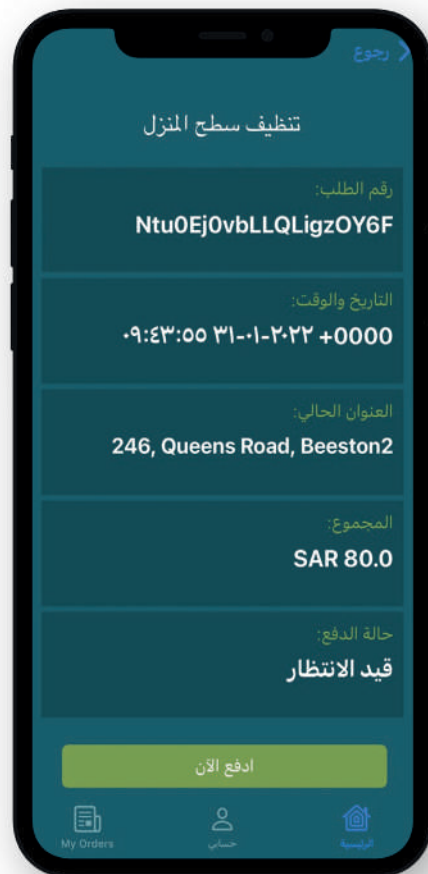 رجوع
تنظيف سطح المنزل
رقم الطلب:
Ntu0Ej0vbLLQLigzOY6F
التاريخ والوقت:
٠٩:٤٣:٥٥ ٣١-٠١-٢٠٢٢ +0000
العنوان الحالي:
246, Queens Road, Beeston2
المجموع:
SAR 80.0
حالة الدفع:
قيد الانتظار
ادفع الآن
الرئيسية
حسابي
My Orders